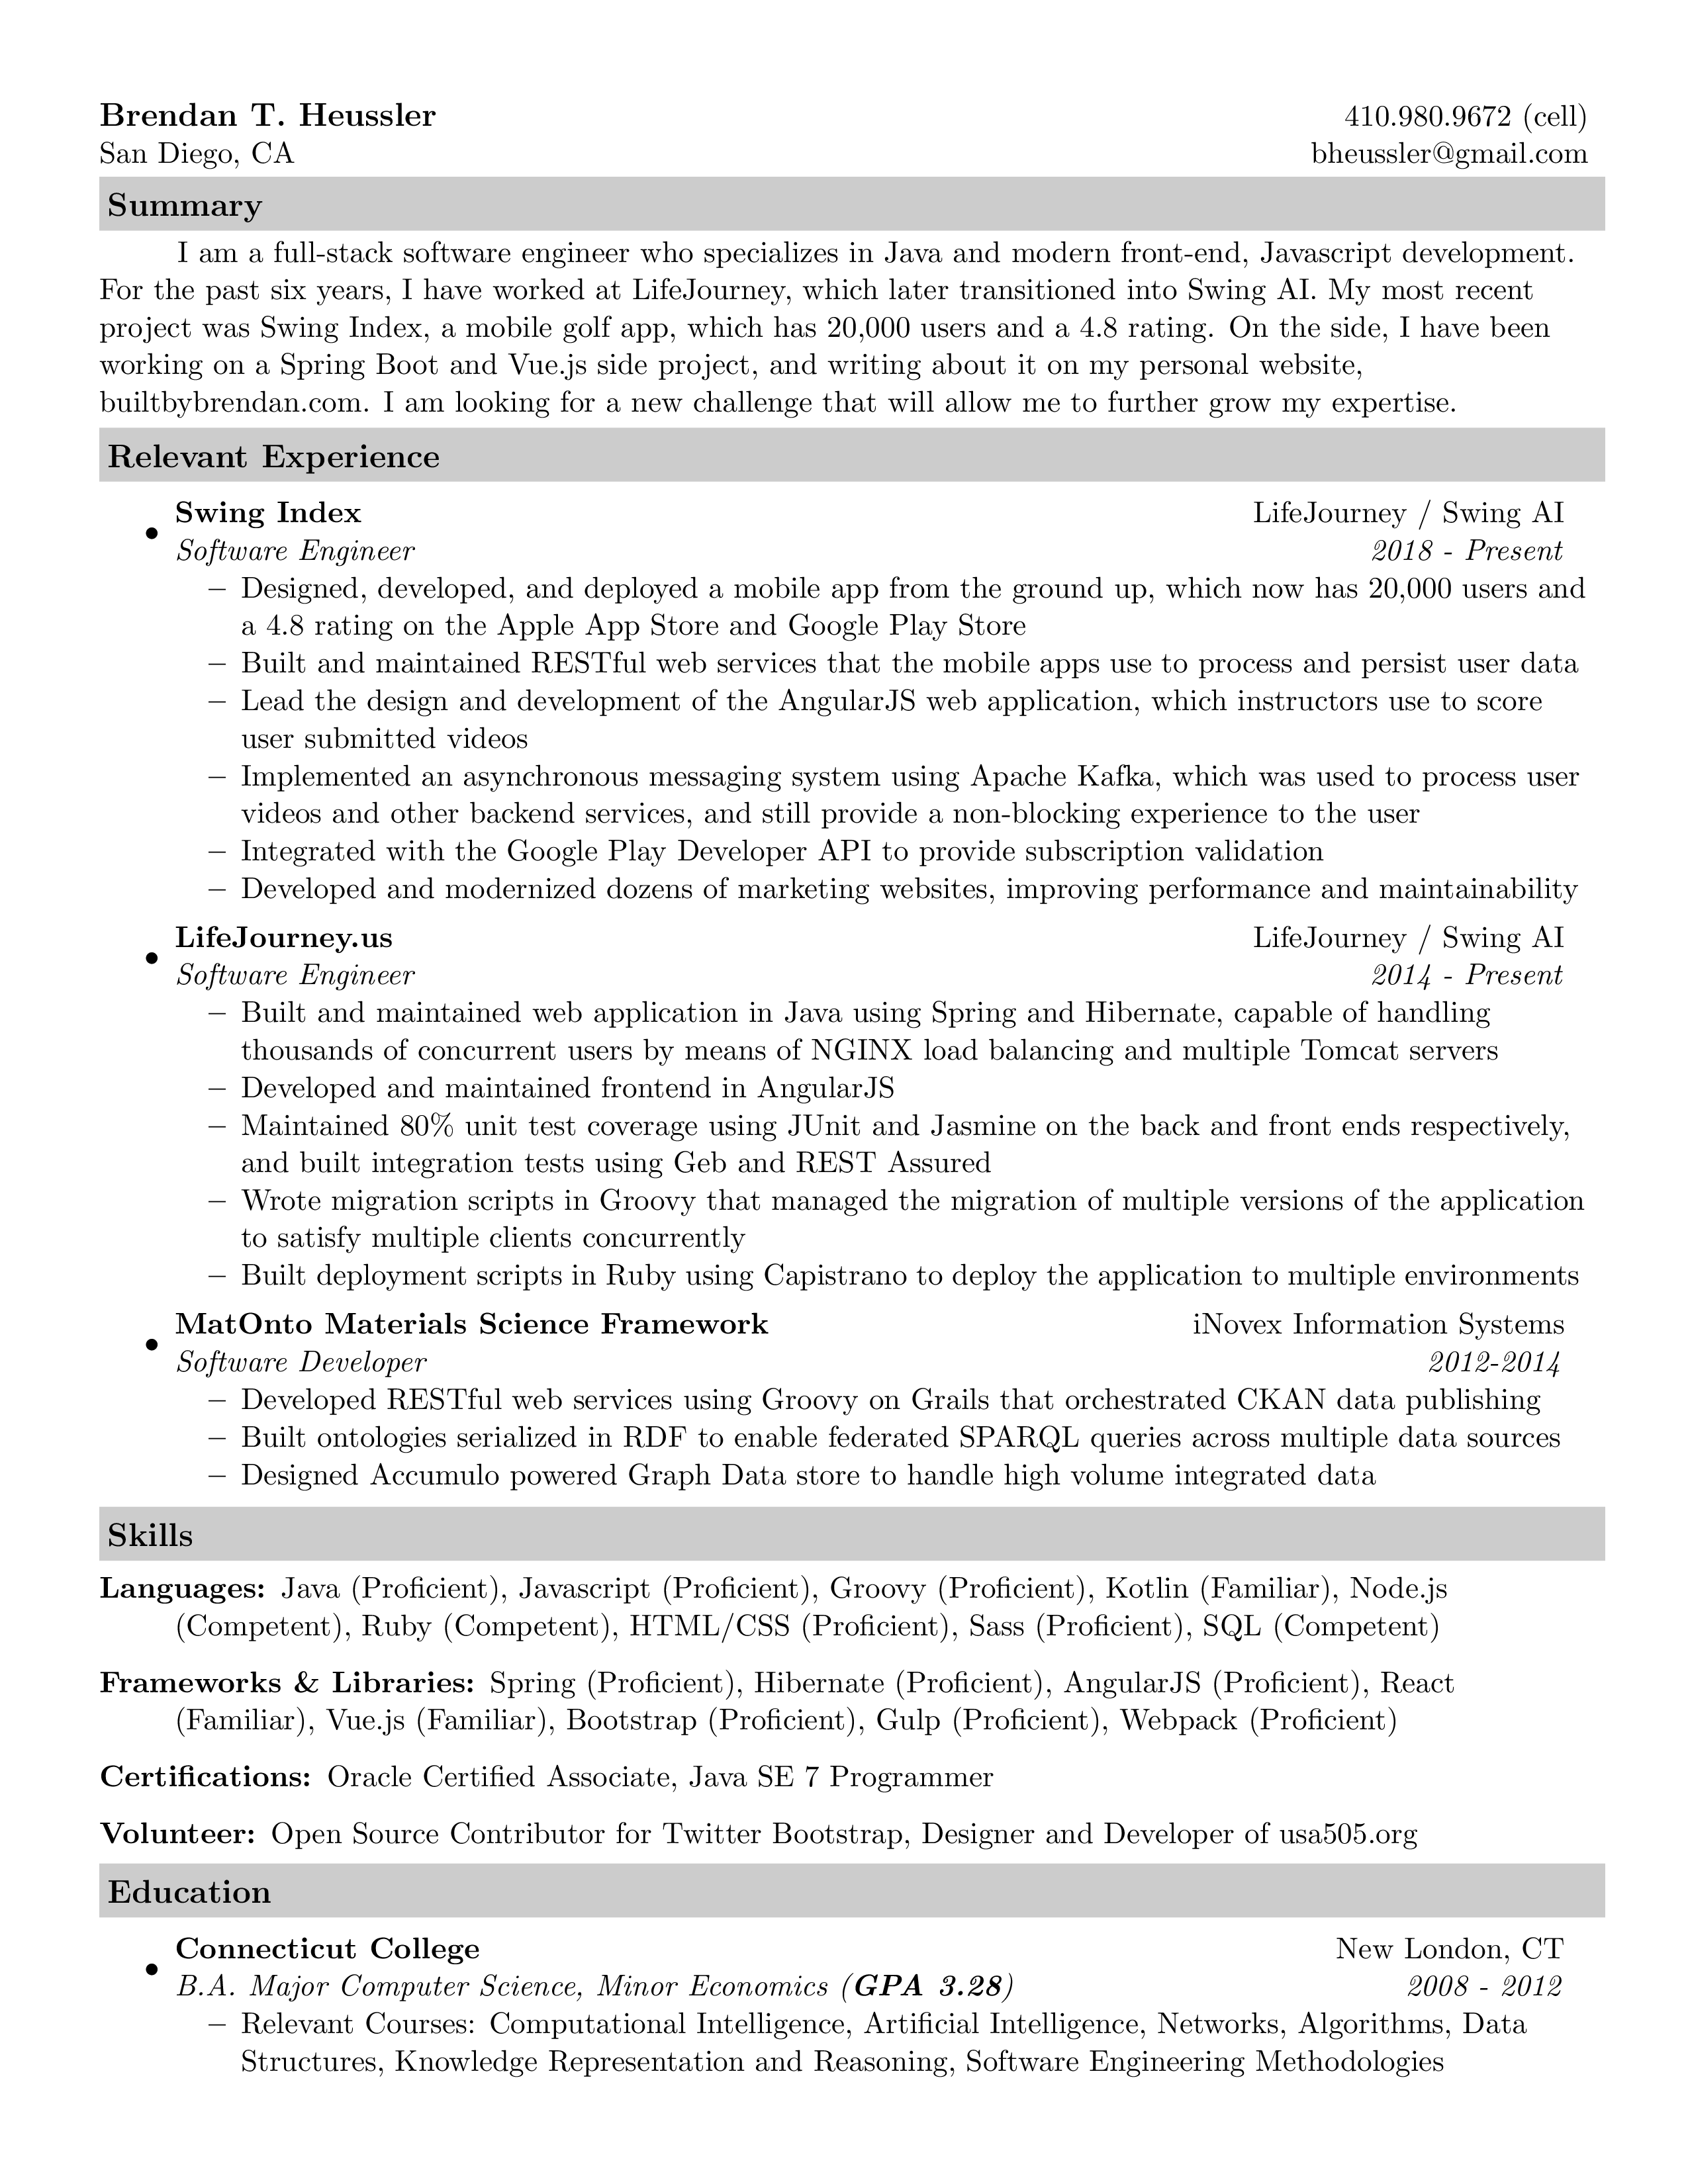 Brendan T. Heussler 410.980.9672 (cell)
San Diego, CA bheussler@gmail.com
Summary
I am a full-stack software engineer who specializes in Java and modern front-end, Javascript development.
For the past six years, I have worked at LifeJourney, which later transitioned into Swing AI. My most recent
project was Swing Index, a mobile golf app, which has 20,000 users and a 4.8 rating. On the side, I have been
working on a Spring Boot and Vue.js side project, and writing about it on my personal website,
builtbybrendan.com. I am looking for a new challenge that will allow me to further grow my expertise.
Relevant Experience
• Swing Index LifeJourney / Swing AI
Software Engineer 2018 - Present
– Designed, developed, and deployed a mobile app from the ground up, which now has 20,000 users and
a 4.8 rating on the Apple App Store and Google Play Store
– Built and maintained RESTful web services that the mobile apps use to process and persist user data
– Lead the design and development of the AngularJS web application, which instructors use to score
user submitted videos
– Implemented an asynchronous messaging system using Apache Kafka, which was used to process user
videos and other backend services, and still provide a non-blocking experience to the user
– Integrated with the Google Play Developer API to provide subscription validation
– Developed and modernized dozens of marketing websites, improving performance and maintainability
• LifeJourney.us LifeJourney / Swing AI
Software Engineer 2014 - Present
– Built and maintained web application in Java using Spring and Hibernate, capable of handling
thousands of concurrent users by means of NGINX load balancing and multiple Tomcat servers
– Developed and maintained frontend in AngularJS
– Maintained 80% unit test coverage using JUnit and Jasmine on the back and front ends respectively,
and built integration tests using Geb and REST Assured
– Wrote migration scripts in Groovy that managed the migration of multiple versions of the application
to satisfy multiple clients concurrently
– Built deployment scripts in Ruby using Capistrano to deploy the application to multiple environments
• MatOnto Materials Science Framework iNovex Information Systems
Software Developer 2012-2014
– Developed RESTful web services using Groovy on Grails that orchestrated CKAN data publishing
– Built ontologies serialized in RDF to enable federated SPARQL queries across multiple data sources
– Designed Accumulo powered Graph Data store to handle high volume integrated data
Skills
Languages: Java (Proficient), Javascript (Proficient), Groovy (Proficient), Kotlin (Familiar), Node.js
(Competent), Ruby (Competent), HTML/CSS (Proficient), Sass (Proficient), SQL (Competent)
Frameworks & Libraries: Spring (Proficient), Hibernate (Proficient), AngularJS (Proficient), React
(Familiar), Vue.js (Familiar), Bootstrap (Proficient), Gulp (Proficient), Webpack (Proficient)
Certifications: Oracle Certified Associate, Java SE 7 Programmer
Volunteer: Open Source Contributor for Twitter Bootstrap, Designer and Developer of usa505.org
Education
• Connecticut College New London, CT
B.A. Major Computer Science, Minor Economics (GPA 3.28) 2008 - 2012
– Relevant Courses: Computational Intelligence, Artificial Intelligence, Networks, Algorithms, Data
Structures, Knowledge Representation and Reasoning, Software Engineering Methodologies